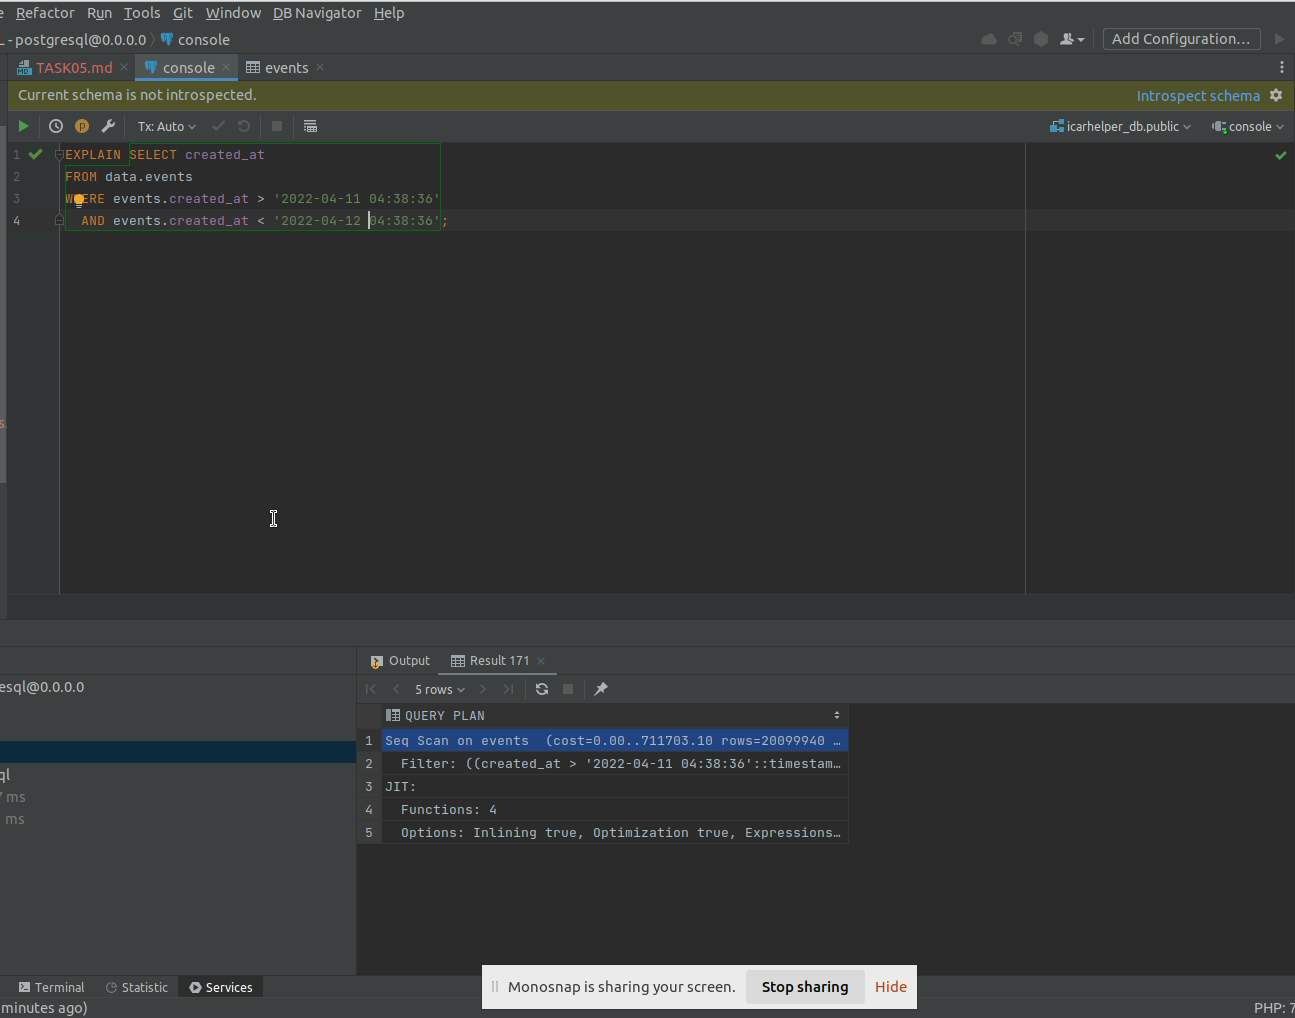 e Refactor Run Tools Git Window DB Navigator Help
L - postgresql@0.0.0.0 console
Add Configuration...
TASK05.md console events
Current schema is not introspected. Introspect schema
Tx: Auto icarhelper_db.public console
1 EXPLAIN SELECT created_at
2 FROM data.events
3 W ERE events.created_at > '2022-04-11 04:38:36'
4 AND events.created_at < '2022-04-12 04:38:36';
s.
Output Result 171
esql@0.0.0.0
5 rows
QUERY PLAN
1 Seq Scan on events (cost=0.00..711703.10 rows=20099940 …
2 Filter: ((created_at > '2022-04-11 04:38:36'::timestam…
3 JIT:
ql
7 ms
4 Functions: 4
ms
5 Options: Inlining true, Optimization true, Expressions…
Terminal Statistic Services
Monosnap is sharing your screen. Stop sharing Hide
minutes ago) PHP: 7